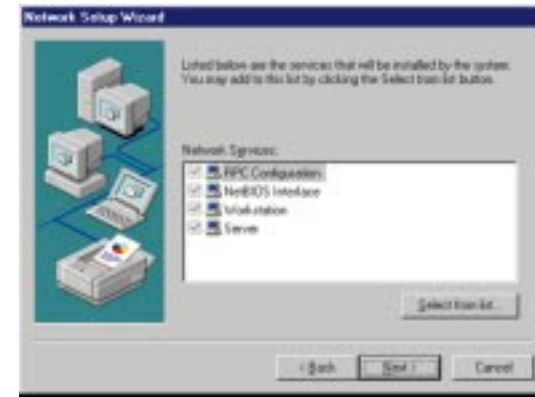 Network Setup Wizard
Listed below are the services that will be installed by the system.
You may add to this list by clicking the Select from list button.
Network Services:
RPC Configuration
NetBIOS Interface
Workstation
Server
Select from list...
< Back
Next >
Cancel